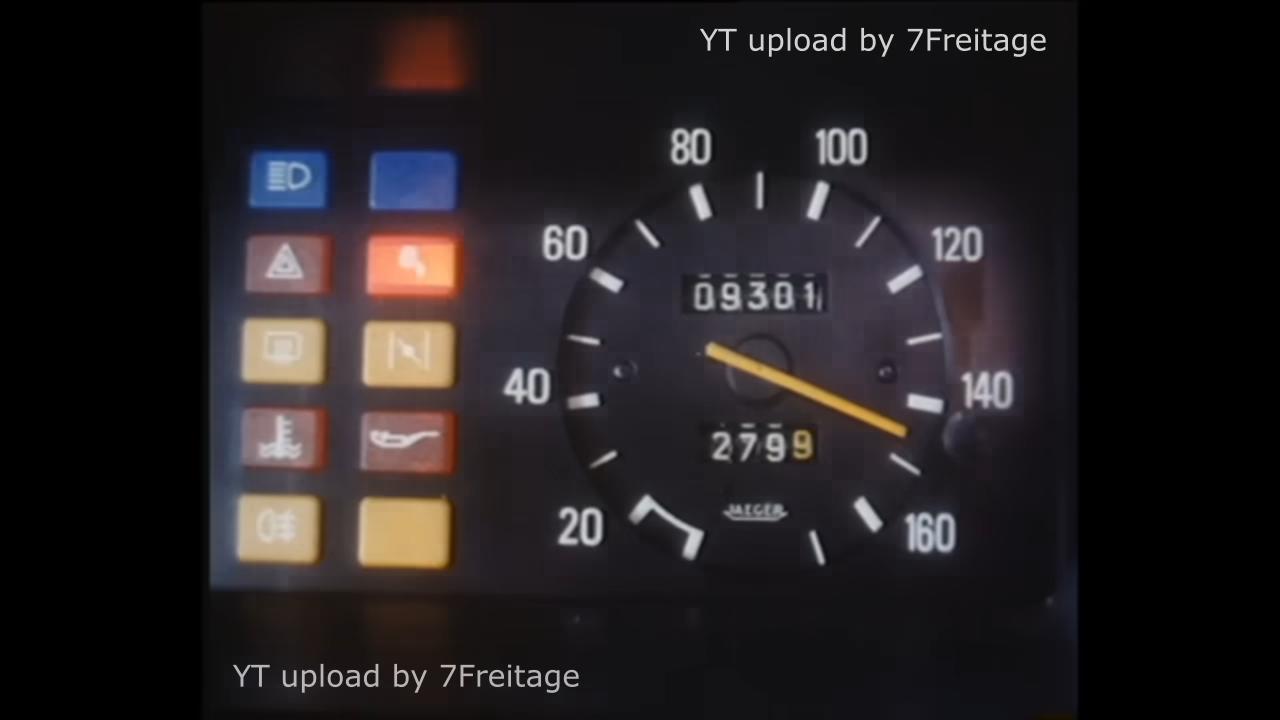 YT upload by 7Freitage
80 100
60 120
09301
40 140
2799
JAEGER
20 160
YT upload by 7Freitage